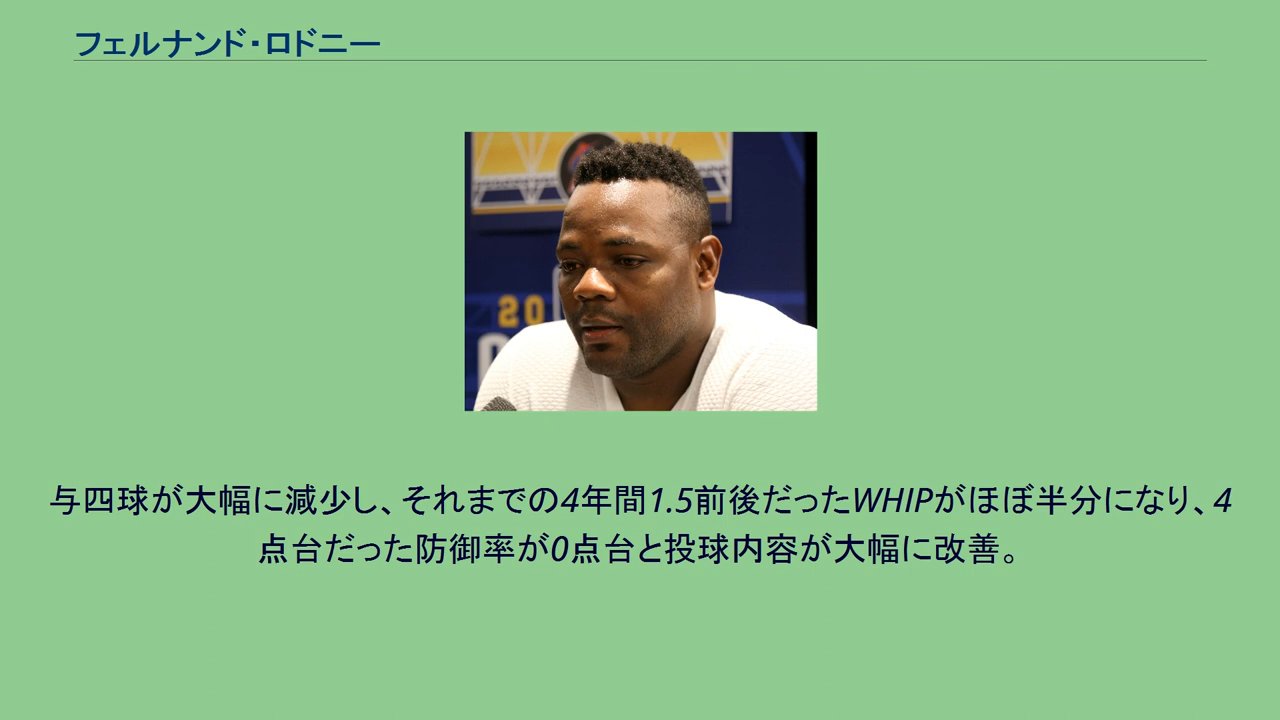 フェルナンド・ロドニー
20
与四球が大幅に減少し、それまでの4年間1.5前後だったWHIPがほぼ半分になり、4
点台だった防御率が0点台と投球内容が大幅に改善。